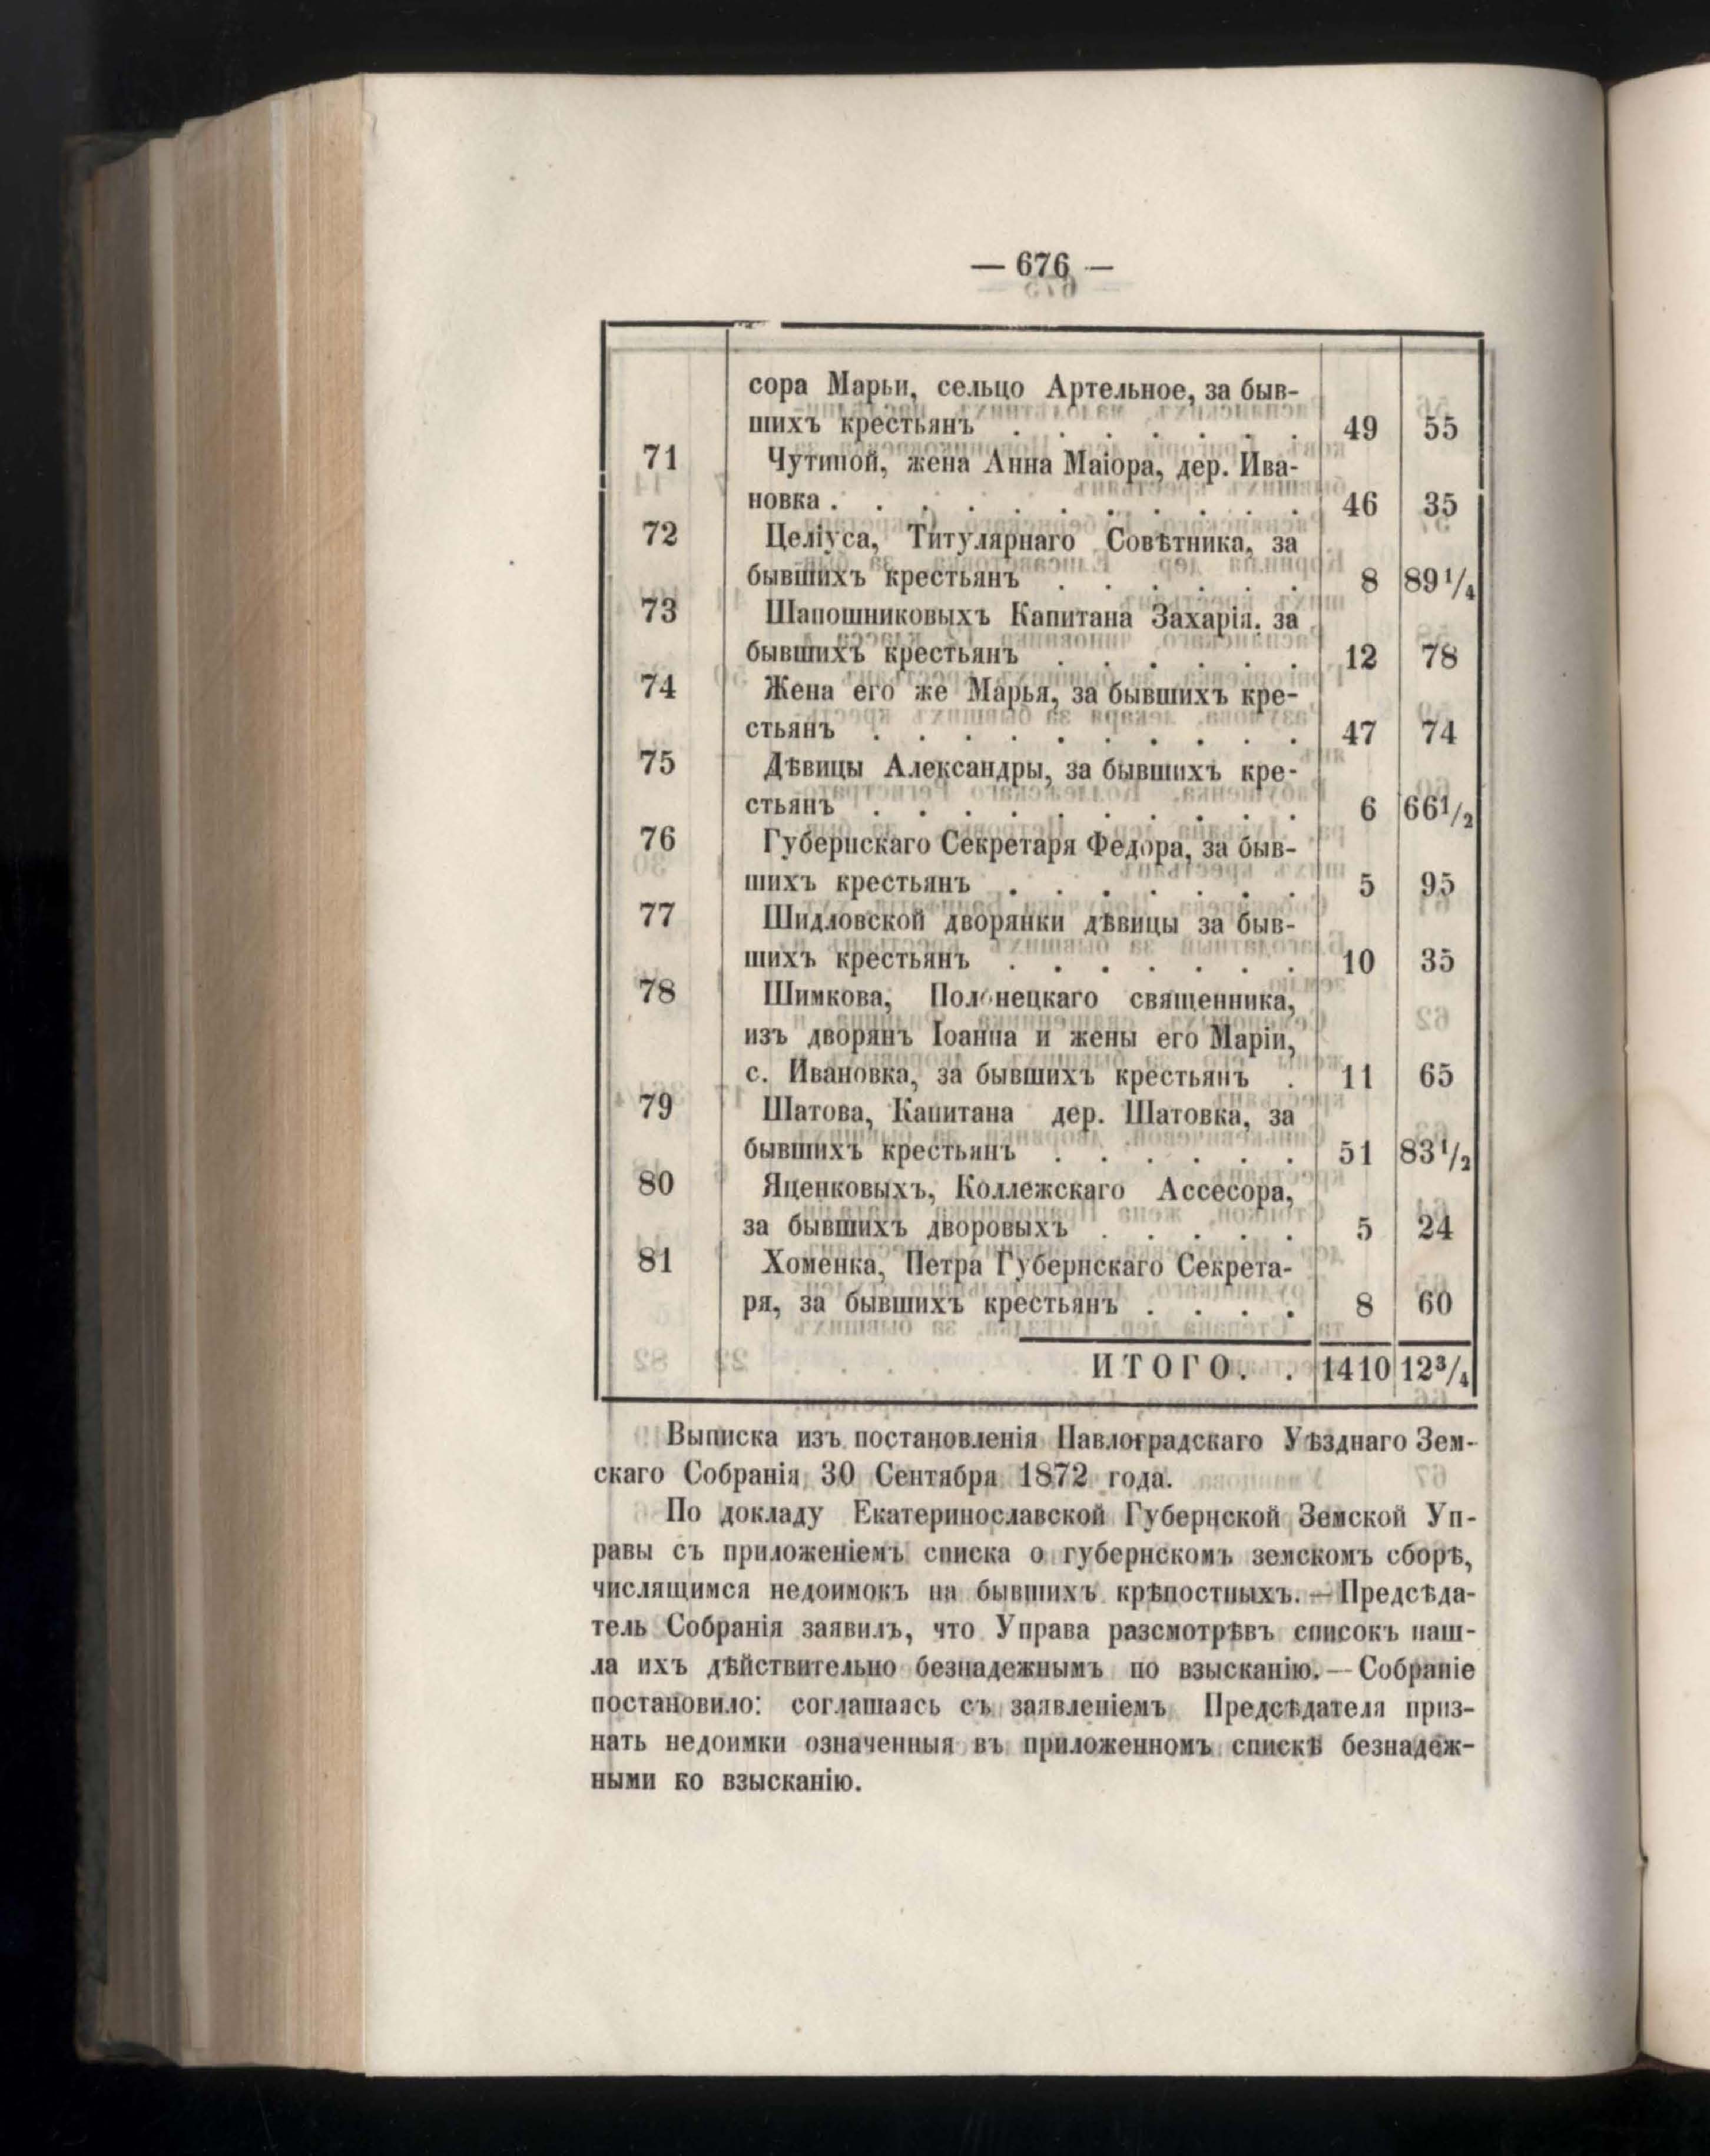 — 676 —
сора Марьи, сельцо Артельное, за быв-
шихъ крестьянъ . . . . . . . 49 55
71 Чутиной, жена Анна Маіора, дер. Ива-
новка . . . . . . . . . . . 46 35
72 Целіуса, Титулярнаго Совѣтника, за
бывшихъ крестьянъ . . . . . . 8 89¹/₄
73 Шапошниковыхъ Капитана Захарія. за
бывшихъ крестьянъ . . . . . . 12 78
74 Жена его же Марья, за бывшихъ кре-
стьянъ . . . . . . . . . . 47 74
75 Дѣвицы Александры, за бывшихъ кре-
стьянъ . . . . . . . . . . 6 66¹/₂
76 Губернскаго Секретаря Федора, за быв-
шихъ крестьянъ . . . . . . . 5 95
77 Шидловской дворянки дѣвицы за быв-
шихъ крестьянъ . . . . . . . 10 35
78 Шимкова, Полонецкаго священника,
изъ дворянъ Іоанна и жены его Маріи,
с. Ивановка, за бывшихъ крестьянъ . 11 65
79 Шатова, Капитана дер. Шатовка, за
бывшихъ крестьянъ . . . . . . 51 83¹/₂
80 Яценковыхъ, Коллежскаго Ассесора,
за бывшихъ дворовыхъ . . . . . 5 24
81 Хоменка, Петра Губернскаго Секрета-
ря, за бывшихъ крестьянъ . . . . 8 60
ИТОГО. . 1410 12³/₄
Выписка изъ постановленія Павлоградскаго Уѣзднаго Зем-
скаго Собранія 30 Сентября 1872 года.
По докладу Екатеринославской Губернской Земской Уп-
равы съ приложеніемъ списка о губернскомъ земскомъ сборѣ,
числящимся недоимокъ на бывшихъ крѣпостныхъ. — Предсѣда-
тель Собранія заявилъ, что Управа разсмотрѣвъ списокъ наш-
ла ихъ дѣйствительно безнадежнымъ по взысканію. — Собраніе
постановило: соглашаясь съ заявленіемъ Предсѣдателя приз-
нать недоимки означенныя въ приложенномъ спискѣ безнадеж-
ными ко взысканію.